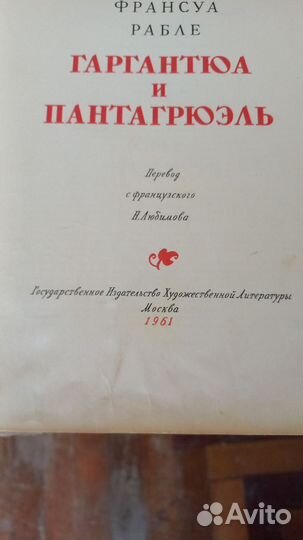 ФРАНСУА
РАБЛЕ
ГАРГАНТЮА
И
ПАНТАГРЮЭЛЬ
Перевод
с французского
Н. Любимова
Государственное Издательство Художественной Литературы
Москва
1961
Avito